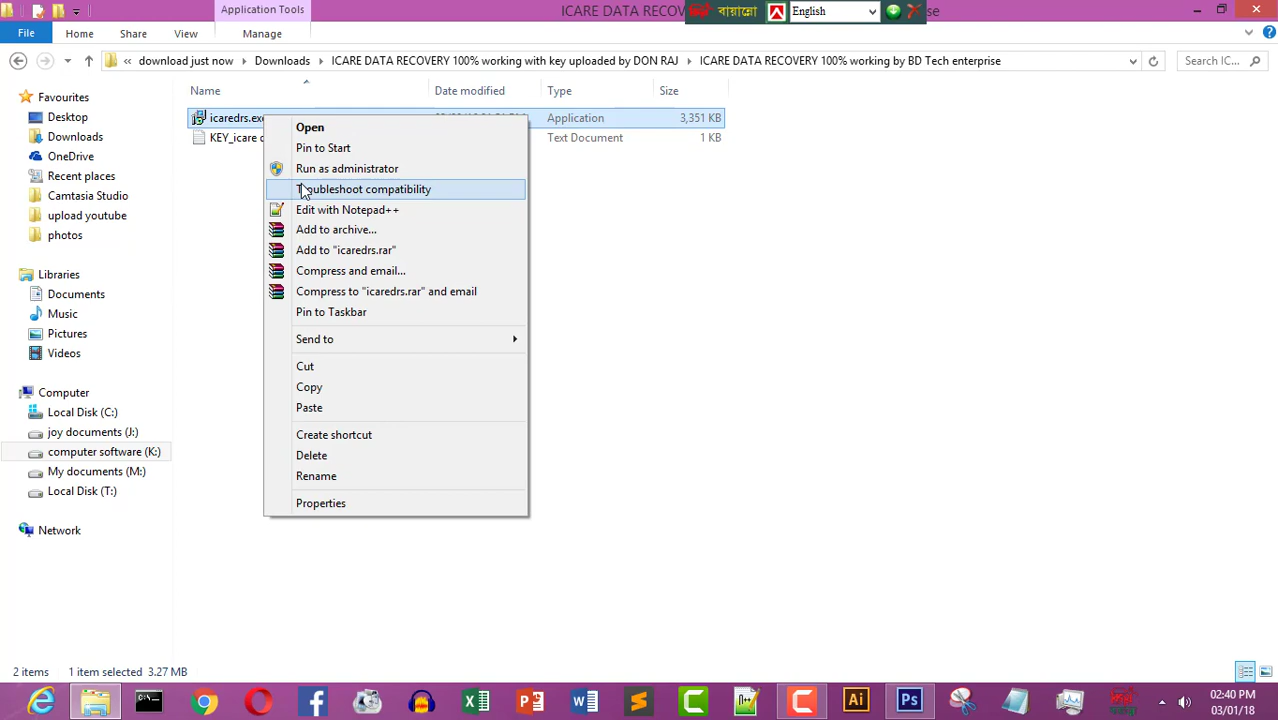 Application Tools
ICARE DATA RECOVERY
বায়ান্নো
English
se
File
Home
Share
View
Manage
download just now
Downloads
ICARE DATA RECOVERY 100% working with key uploaded by DON RAJ
ICARE DATA RECOVERY 100% working by BD Tech enterprise
Search IC...
Name
Date modified
Type
Size
icaredrs.exe
Application
3,351 KB
KEY_icare
Text Document
1 KB
Favourites
Desktop
Downloads
OneDrive
Recent places
Camtasia Studio
upload youtube
photos
Libraries
Documents
Music
Pictures
Videos
Computer
Local Disk (C:)
joy documents (J:)
computer software (K:)
My documents (M:)
Local Disk (T:)
Network
Open
Pin to Start
Run as administrator
Troubleshoot compatibility
Edit with Notepad++
Add to archive...
Add to "icaredrs.rar"
Compress and email...
Compress to "icaredrs.rar" and email
Pin to Taskbar
Send to
Cut
Copy
Paste
Create shortcut
Delete
Rename
Properties
2 items
1 item selected 3.27 MB
Ai
Ps
02:40 PM
03/01/18